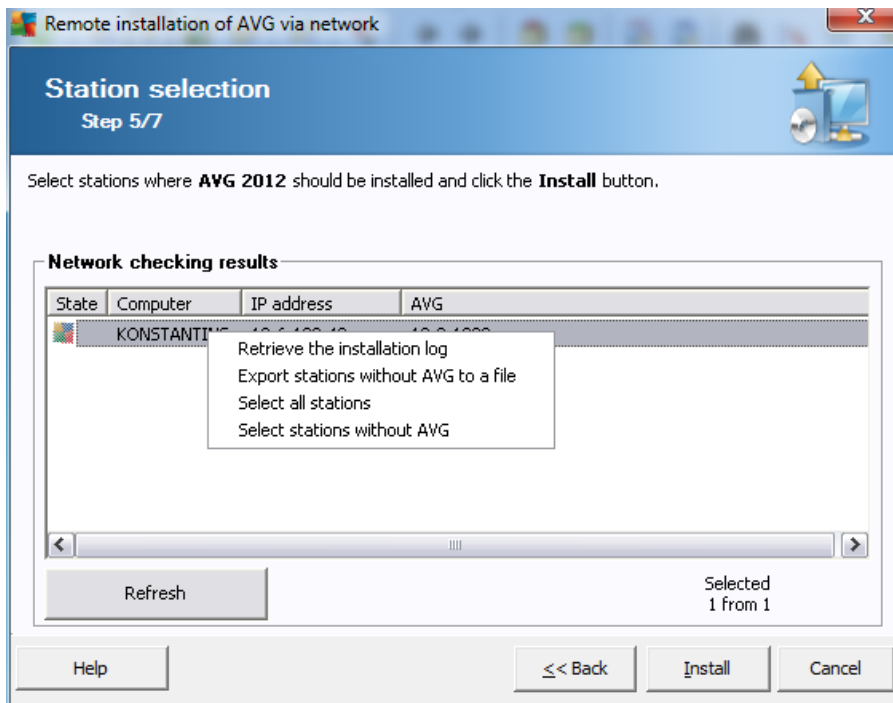 Remote installation of AVG via network
Station selection
Step 5/7
Select stations where AVG 2012 should be installed and click the Install button.
Network checking results
State Computer IP address AVG
Retrieve the installation log
Export stations without AVG to a file
Select all stations
Select stations without AVG
Refresh
Selected
1 from 1
Help
<< Back
Install
Cancel